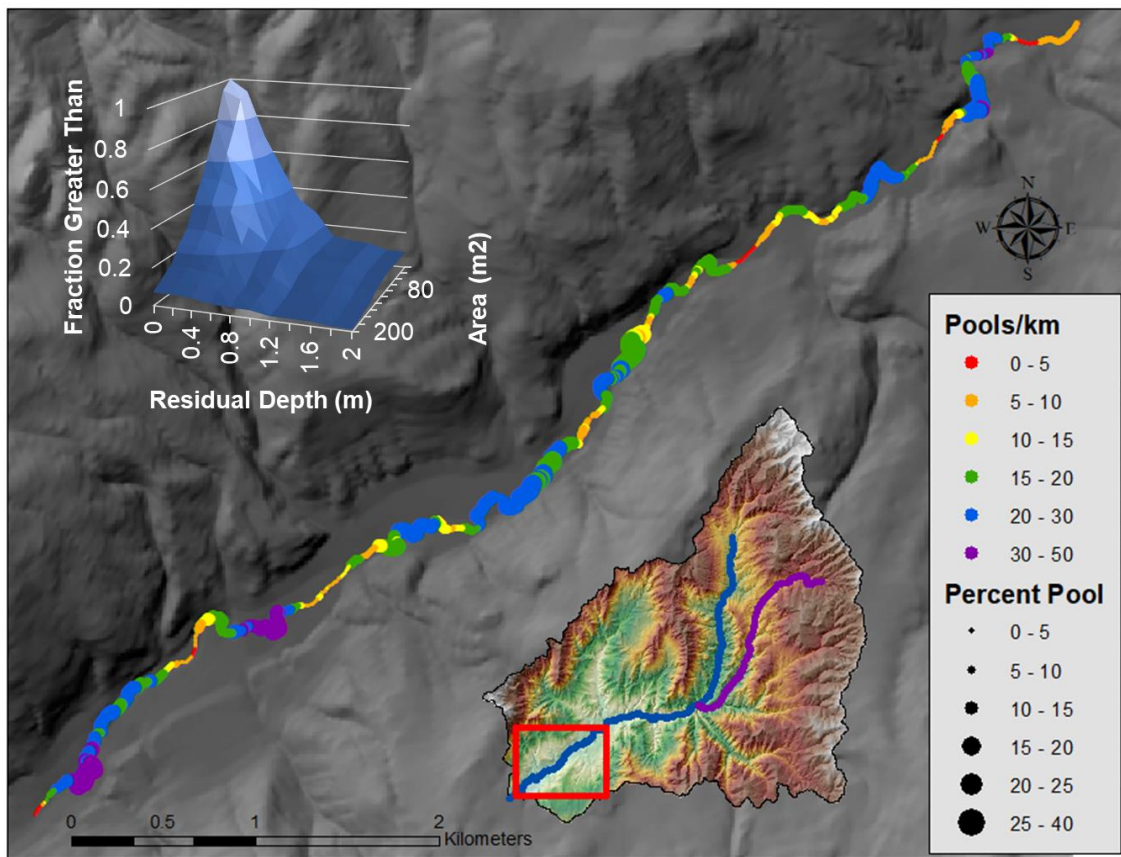 Fraction Greater Than
1
0.8
0.6
0.4
0.2
0
0
0.4
0.8
1.2
1.6
2
Residual Depth (m)
200
80
Area (m2)
N
W E
S
Pools/km
0 - 5
5 - 10
10 - 15
15 - 20
20 - 30
30 - 50
Percent Pool
0 - 5
5 - 10
10 - 15
15 - 20
20 - 25
25 - 40
0 0.5 1 2
Kilometers